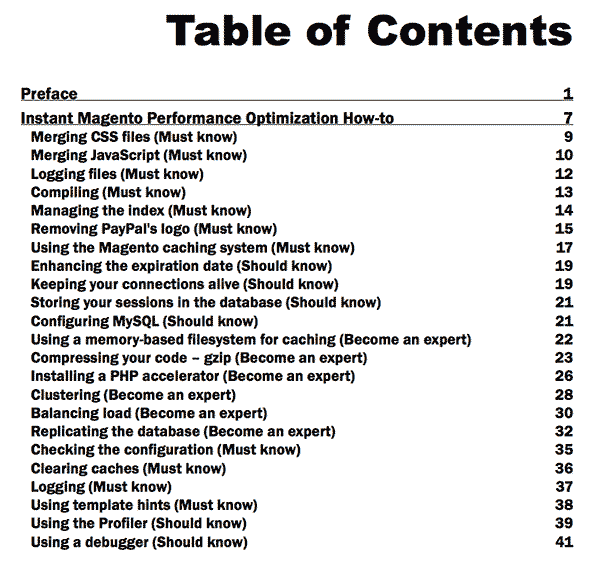 Table of Contents
Preface 1
Instant Magento Performance Optimization How-to 7
Merging CSS files (Must know) 9
Merging JavaScript (Must know) 10
Logging files (Must know) 12
Compiling (Must know) 13
Managing the index (Must know) 14
Removing PayPal's logo (Must know) 15
Using the Magento caching system (Must know) 17
Enhancing the expiration date (Should know) 19
Keeping your connections alive (Should know) 19
Storing your sessions in the database (Should know) 21
Configuring MySQL (Should know) 21
Using a memory-based filesystem for caching (Become an expert) 22
Compressing your code – gzip (Become an expert) 23
Installing a PHP accelerator (Become an expert) 26
Clustering (Become an expert) 28
Balancing load (Become an expert) 30
Replicating the database (Become an expert) 32
Checking the configuration (Must know) 35
Clearing caches (Must know) 36
Logging (Must know) 37
Using template hints (Must know) 38
Using the Profiler (Should know) 39
Using a debugger (Should know) 41